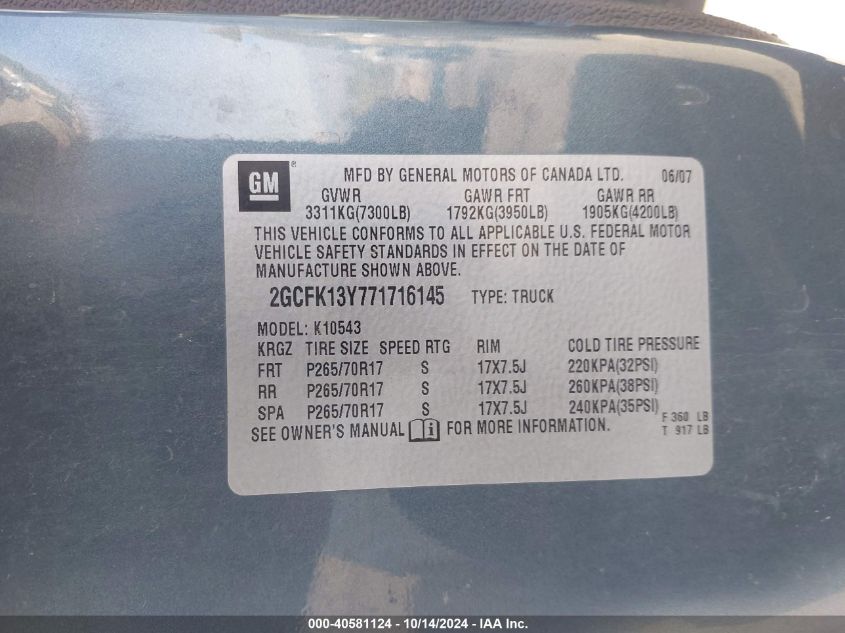 GM ® MFD BY GENERAL MOTORS OF CANADA LTD. 06/07
GVWR GAWR FRT GAWR RR
3311KG(7300LB) 1792KG(3950LB) 1905KG(4200LB)
THIS VEHICLE CONFORMS TO ALL APPLICABLE U.S. FEDERAL MOTOR
VEHICLE SAFETY STANDARDS IN EFFECT ON THE DATE OF
MANUFACTURE SHOWN ABOVE.
2GCFK13Y771716145 TYPE: TRUCK
MODEL: K10543
KRGZ TIRE SIZE SPEED RTG RIM COLD TIRE PRESSURE
FRT P265/70R17 S 17X7.5J 220KPA(32PSI)
RR P265/70R17 S 17X7.5J 260KPA(38PSI)
SPA P265/70R17 S 17X7.5J 240KPA(35PSI)
F 360 LB
SEE OWNER'S MANUAL i FOR MORE INFORMATION.
T 917 LB
000-40581124 - 10/14/2024 - IAA Inc.